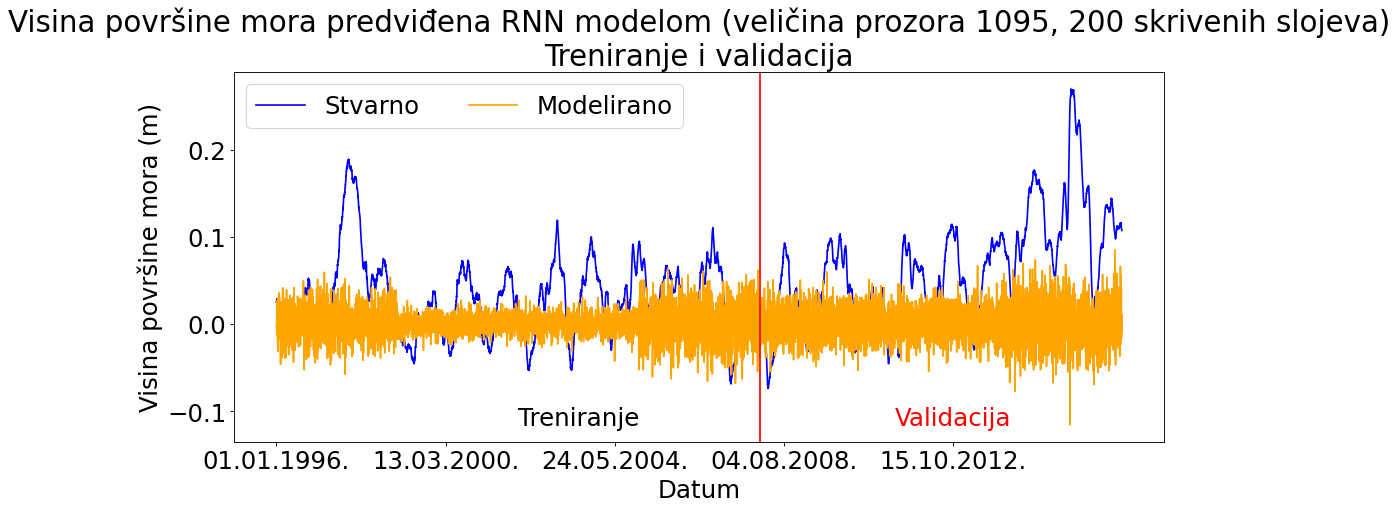 Visina površine mora predviđena RNN modelom (veličina prozora 1095, 200 skrivenih slojeva)
Treniranje i validacija
Stvarno
Modelirano
Visina površine mora (m)
0.2
0.1
0.0
−0.1
Treniranje
Validacija
01.01.1996.
13.03.2000.
24.05.2004.
04.08.2008.
15.10.2012.
Datum